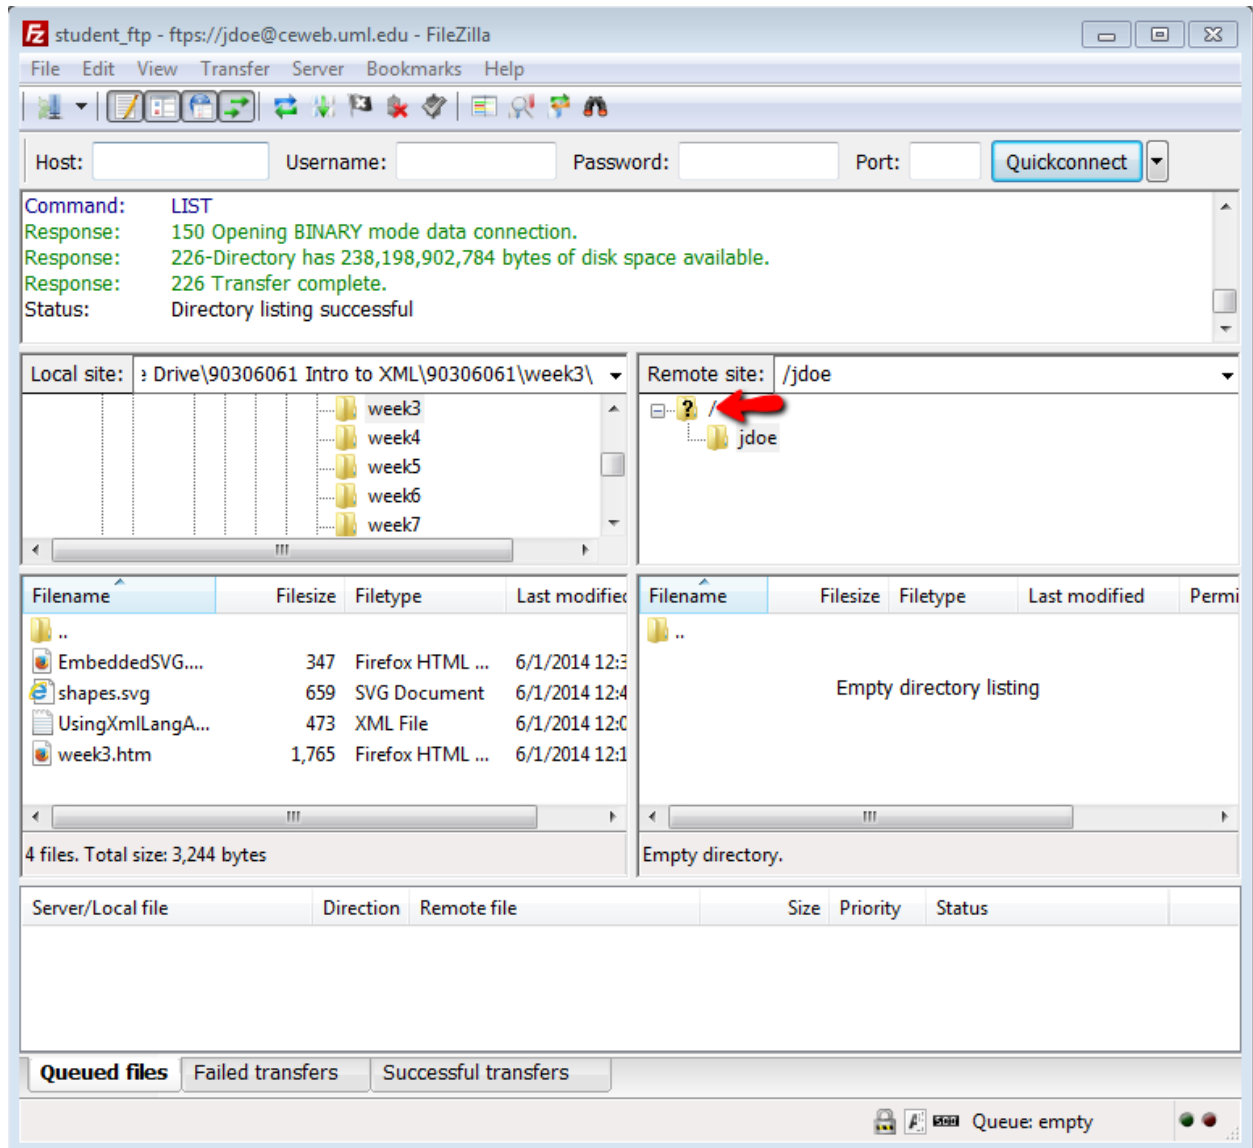 student_ftp - ftps://jdoe@ceweb.uml.edu - FileZilla
File Edit View Transfer Server Bookmarks Help
Host: Username: Password: Port: Quickconnect
Command: LIST
Response: 150 Opening BINARY mode data connection.
Response: 226-Directory has 238,198,902,784 bytes of disk space available.
Response: 226 Transfer complete.
Status: Directory listing successful
Local site: e Drive\90306061 Intro to XML\90306061\week3\
week3
week4
week5
week6
week7
Remote site: /jdoe
/
jdoe
Filename Filesize Filetype Last modified
..
EmbeddedSVG.... 347 Firefox HTML ... 6/1/2014 12:3
shapes.svg 659 SVG Document 6/1/2014 12:4
UsingXmlLangA... 473 XML File 6/1/2014 12:0
week3.htm 1,765 Firefox HTML ... 6/1/2014 12:1
4 files. Total size: 3,244 bytes
Filename Filesize Filetype Last modified Permi
..
Empty directory listing
Empty directory.
Server/Local file Direction Remote file Size Priority Status
Queued files Failed transfers Successful transfers
Queue: empty